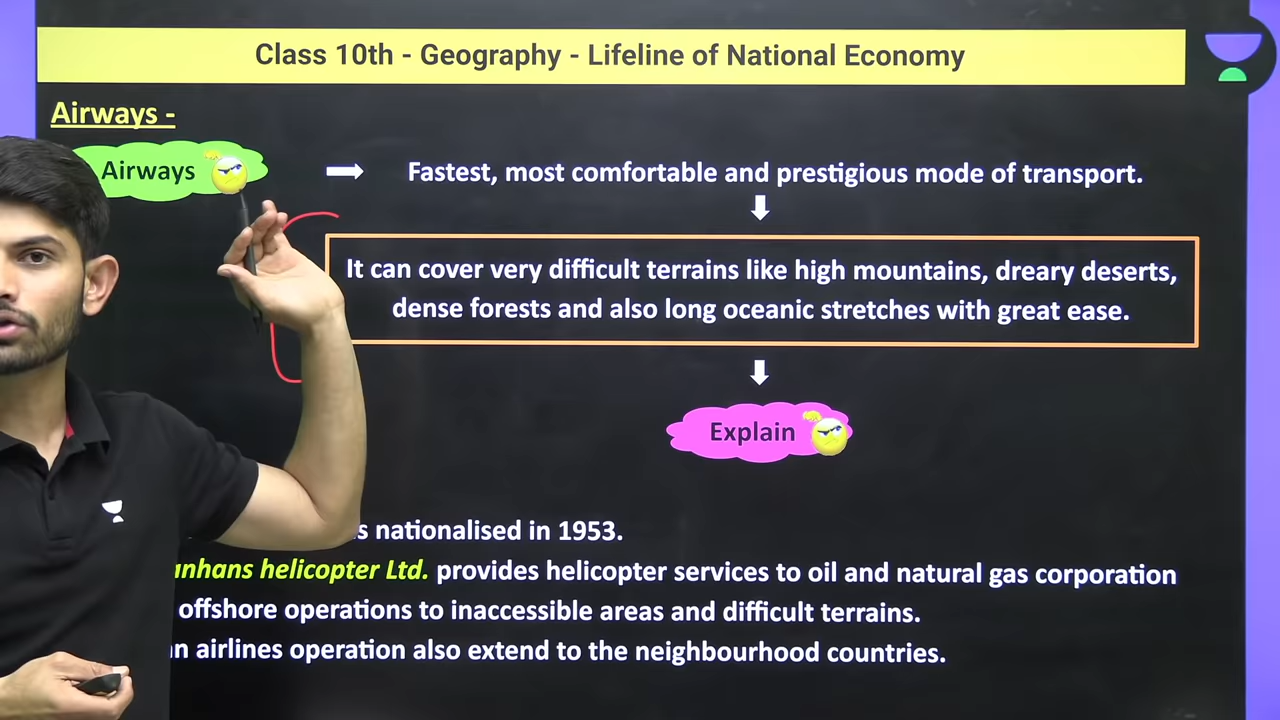 Class 10th - Geography - Lifeline of National Economy
Airways -
Airways
Fastest, most comfortable and prestigious mode of transport.
It can cover very difficult terrains like high mountains, dreary deserts,
dense forests and also long oceanic stretches with great ease.
Explain
nationalised in 1953.
helicopter Ltd. provides helicopter services to oil and natural gas corporation
offshore operations to inaccessible areas and difficult terrains.
airlines operation also extend to the neighbourhood countries.